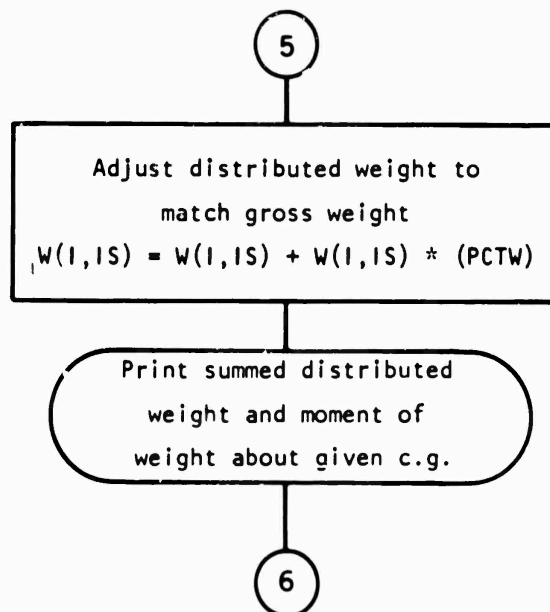 5
Adjust distributed weight to
match gross weight
W(I,IS) = W(I,IS) + W(I,IS) * (PCTW)
Print summed distributed
weight and moment of
weight about given c.g.
6